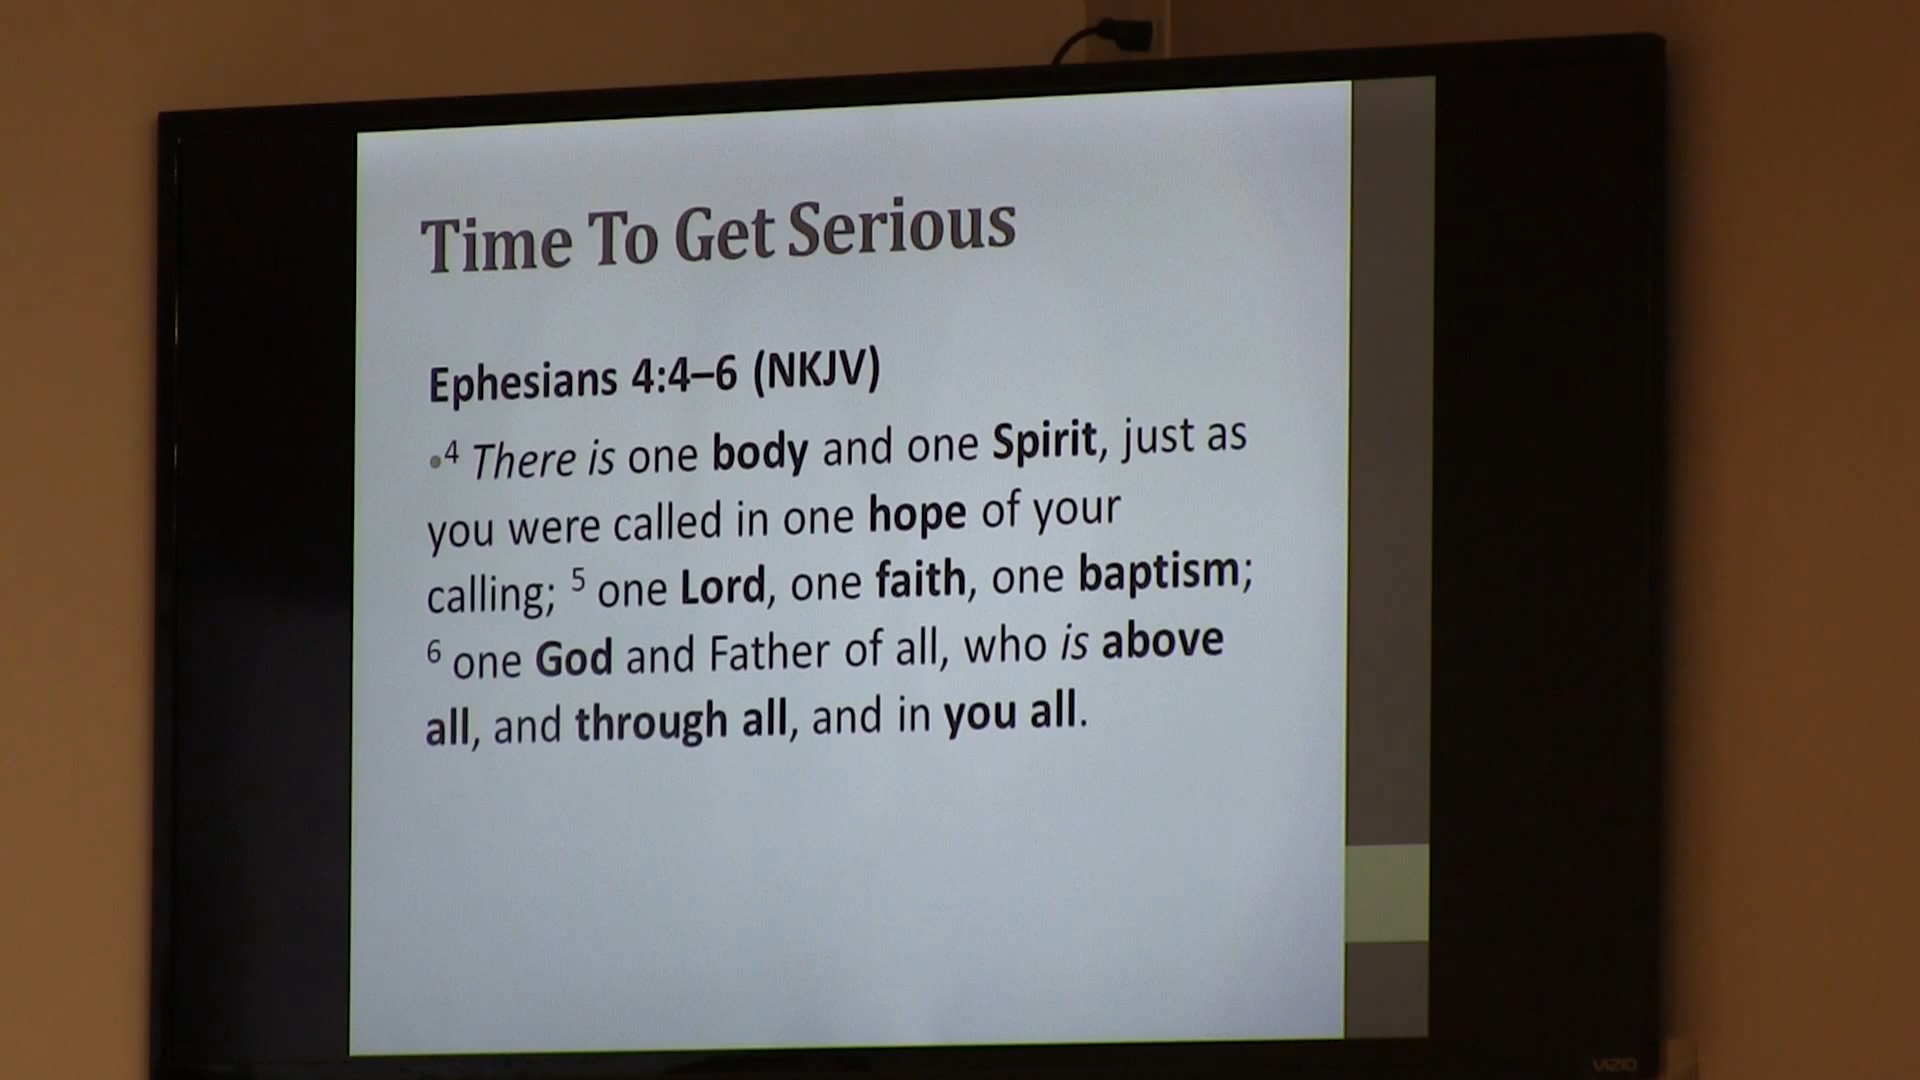 Time To Get Serious
Ephesians 4:4–6 (NKJV)
•4 There is one body and one Spirit, just as
you were called in one hope of your
calling; 5 one Lord, one faith, one baptism;
6 one God and Father of all, who is above
all, and through all, and in you all.
VIZIO